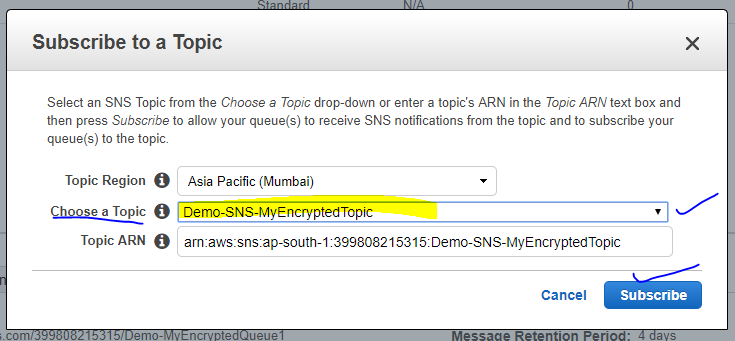 Standard N/A 0
Subscribe to a Topic
Select an SNS Topic from the Choose a Topic drop-down or enter a topic's ARN in the Topic ARN text box and
then press Subscribe to allow your queue(s) to receive SNS notifications from the topic and to subscribe your
queue(s) to the topic.
Topic Region Asia Pacific (Mumbai)
Choose a Topic Demo-SNS-MyEncryptedTopic
Topic ARN arn:aws:sns:ap-south-1:399808215315:Demo-SNS-MyEncryptedTopic
Cancel Subscribe
s.com/399808215315/Demo-MyEncryptedQueue1 Message Retention Period: 4 days